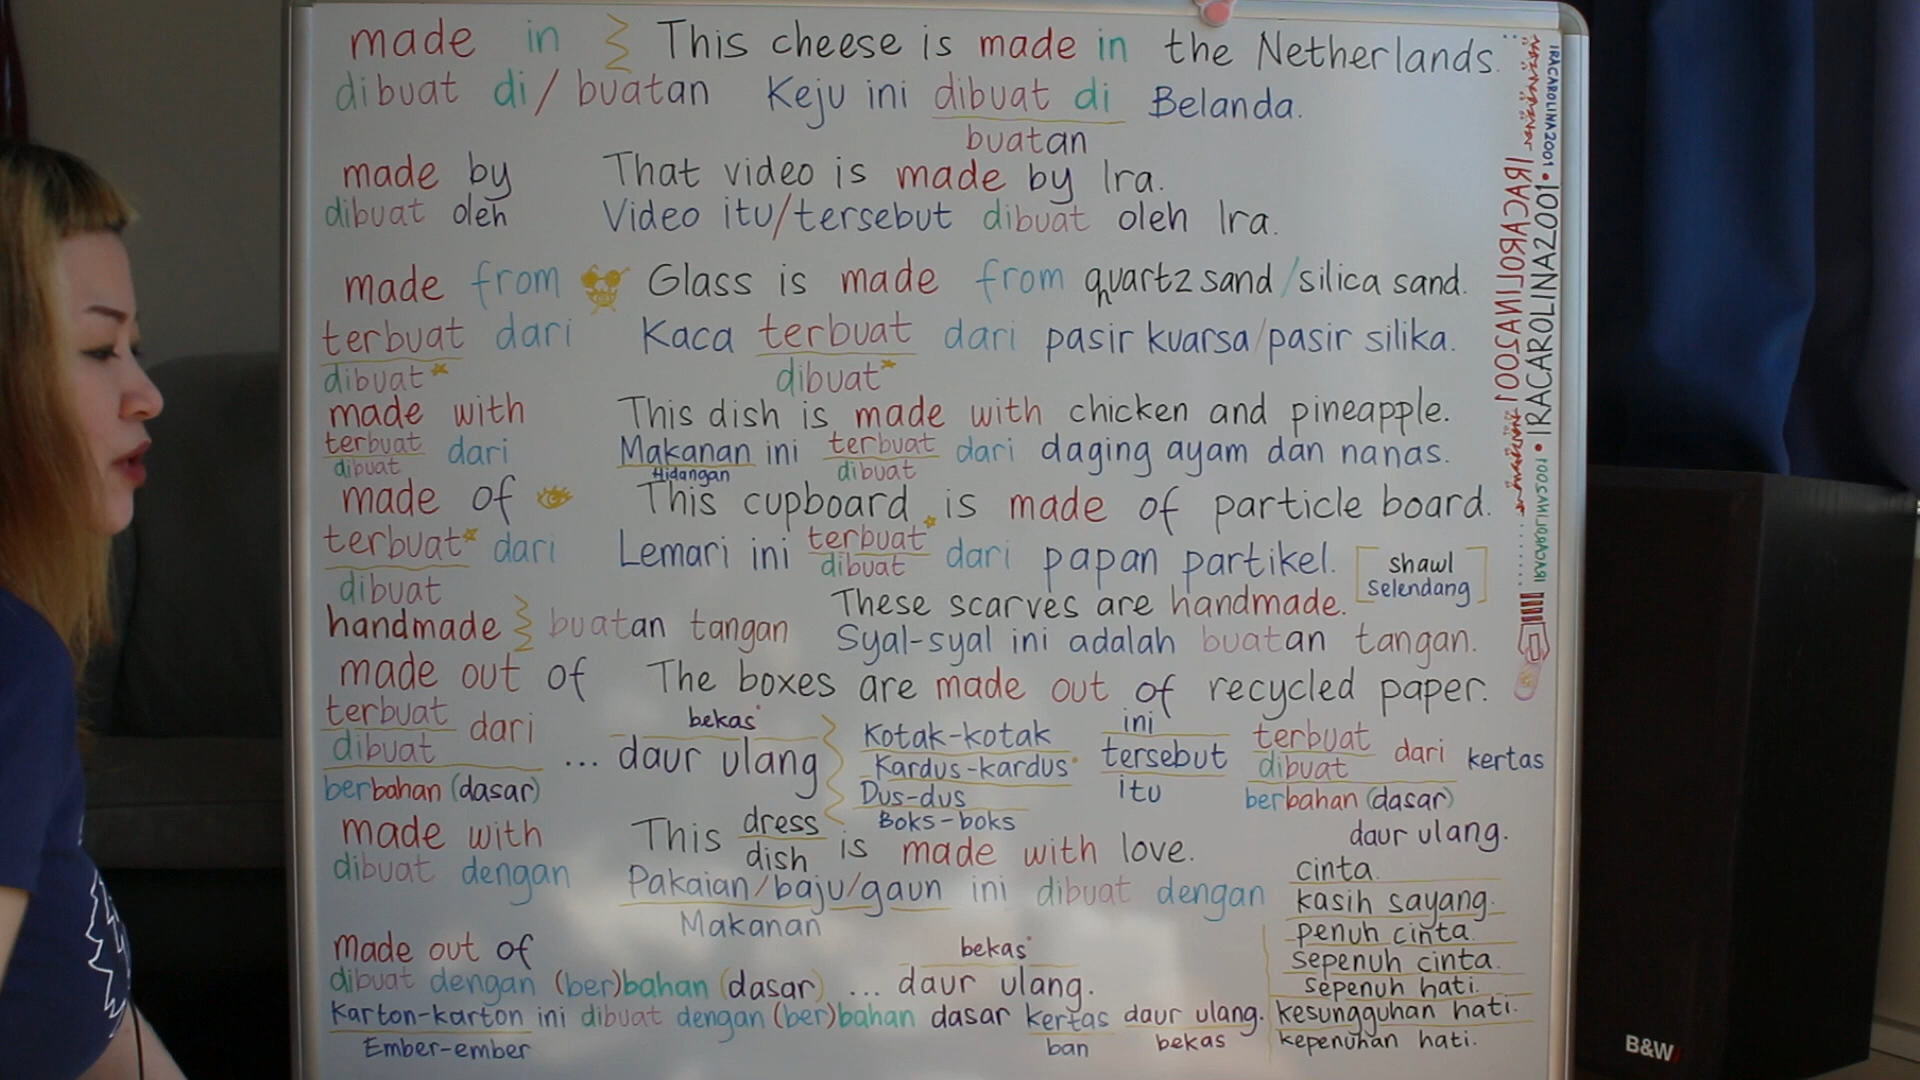 made in This cheese is made in the Netherlands.
dibuat di / buatan Keju ini dibuat di Belanda.
buatan
made by That video is made by Ira.
dibuat oleh Video itu/tersebut dibuat oleh Ira.
made from Glass is made from quartz sand/silica sand.
terbuat dari Kaca terbuat dari pasir kuarsa/pasir silika.
dibuat* dibuat*
made with This dish is made with chicken and pineapple.
terbuat dari Makanan ini terbuat dari daging ayam dan nanas.
dibuat Hidangan dibuat
made of This cupboard is made of particle board.
terbuat* dari Lemari ini terbuat* dari papan partikel.
dibuat dibuat
shawl
selendang
These scarves are handmade.
handmade buatan tangan Syal-syal ini adalah buatan tangan.
made out of The boxes are made out of recycled paper.
terbuat dari
dibuat
berbahan (dasar)
bekas
... daur ulang
Kotak-kotak ini terbuat dari kertas
Kardus-kardus tersebut dibuat
Dus-dus itu berbahan (dasar)
Boks-boks
daur ulang.
made with This dress is made with love.
dish
dibuat dengan Pakaian/baju/gaun ini dibuat dengan cinta.
Makanan
kasih sayang.
penuh cinta.
sepenuh cinta.
sepenuh hati.
kesungguhan hati.
kepenuhan hati.
made out of bekas
dibuat dengan (ber)bahan (dasar) ... daur ulang.
Karton-karton ini dibuat dengan (ber)bahan dasar kertas daur ulang.
Ember-ember ban bekas
IRACAROLINA2001
IRACAROLINA2001
IRACAROLINA2001
IRACAROLINA2001
B&W